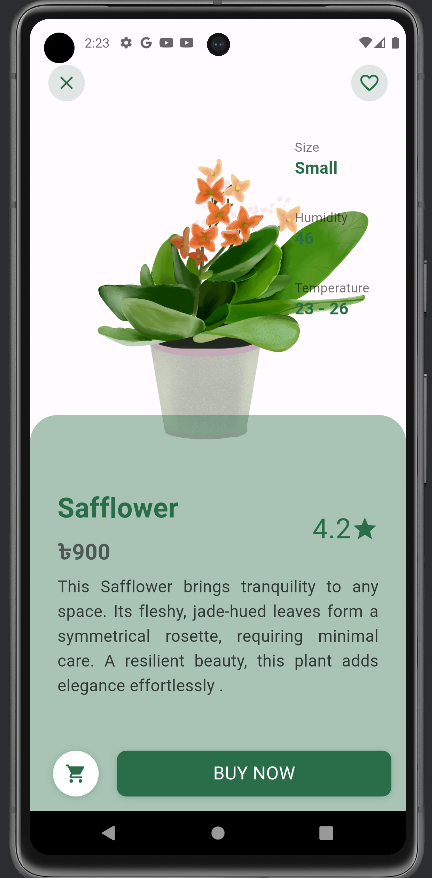 2:23
Size
Small
Humidity
46
Temperature
23 - 26
Safflower
4.2
৳900
This Safflower brings tranquility to any
space. Its fleshy, jade-hued leaves form a
symmetrical rosette, requiring minimal
care. A resilient beauty, this plant adds
elegance effortlessly .
BUY NOW